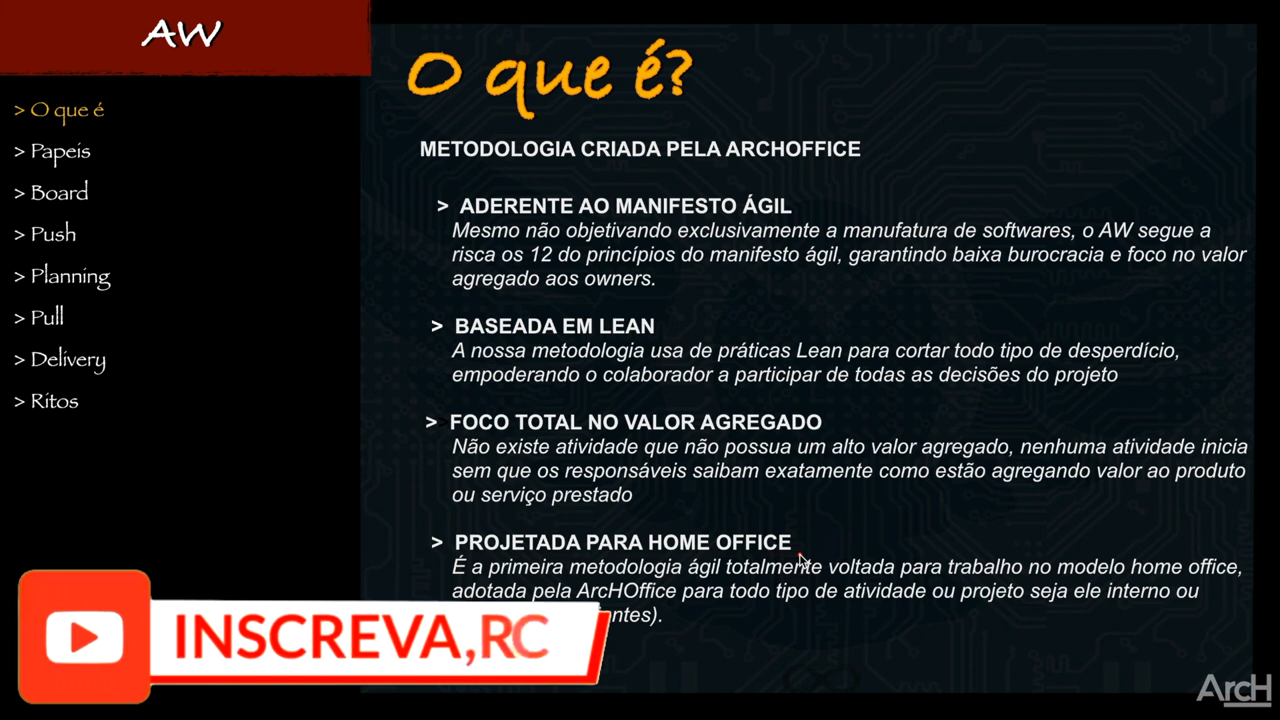 AW
> O que é
> Papeis
> Board
> Push
> Planning
> Pull
> Delivery
> Ritos
O que é?
METODOLOGIA CRIADA PELA ARCHOFFICE
> ADERENTE AO MANIFESTO ÁGIL
Mesmo não objetivando exclusivamente a manufatura de softwares, o AW segue a
risca os 12 do princípios do manifesto ágil, garantindo baixa burocracia e foco no valor
agregado aos owners.
> BASEADA EM LEAN
A nossa metodologia usa de práticas Lean para cortar todo tipo de desperdício,
empoderando o colaborador a participar de todas as decisões do projeto
> FOCO TOTAL NO VALOR AGREGADO
Não existe atividade que não possua um alto valor agregado, nenhuma atividade inicia
sem que os responsáveis saibam exatamente como estão agregando valor ao produto
ou serviço prestado
> PROJETADA PARA HOME OFFICE
É a primeira metodologia ágil totalmente voltada para trabalho no modelo home office,
adotada pela ArcHOffice para todo tipo de atividade ou projeto seja ele interno ou
ntes).
INSCREVA,RC
ArcH